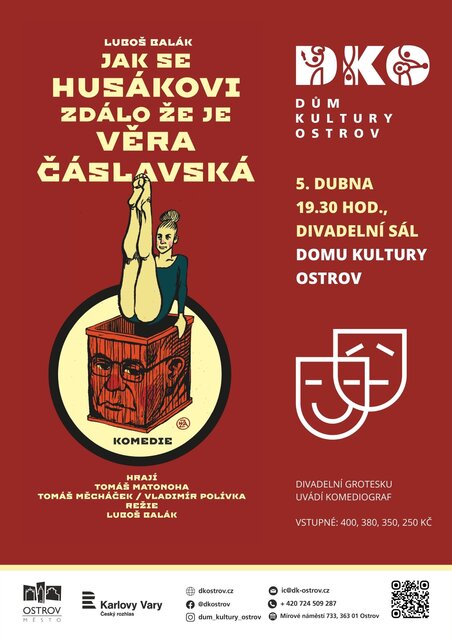 LUBOŠ BALÁK
JAK SE
HUSÁKOVI
ZDÁLO ŽE JE
VĚRA
ČÁSLAVSKÁ
KOMEDIE
HRAJÍ
TOMÁŠ MATONOHA
TOMÁŠ MĚCHÁČEK / VLADIMÍR POLÍVKA
REŽIE
LUBOŠ BALÁK
DKO
DŮM
KULTURY
OSTROV
5. DUBNA
19.30 HOD.,
DIVADELNÍ SÁL
DOMU KULTURY
OSTROV
DIVADELNÍ GROTESKU
UVÁDÍ KOMEDIOGRAF
VSTUPNÉ: 400, 380, 350, 250 KČ
OSTROV
MĚSTO
Karlovy Vary
Český rozhlas
dkostrov.cz
@dkostrov
dum_kultury_ostrov
ic@dk-ostrov.cz
+ 420 724 509 287
Mírové náměstí 733, 363 01 Ostrov